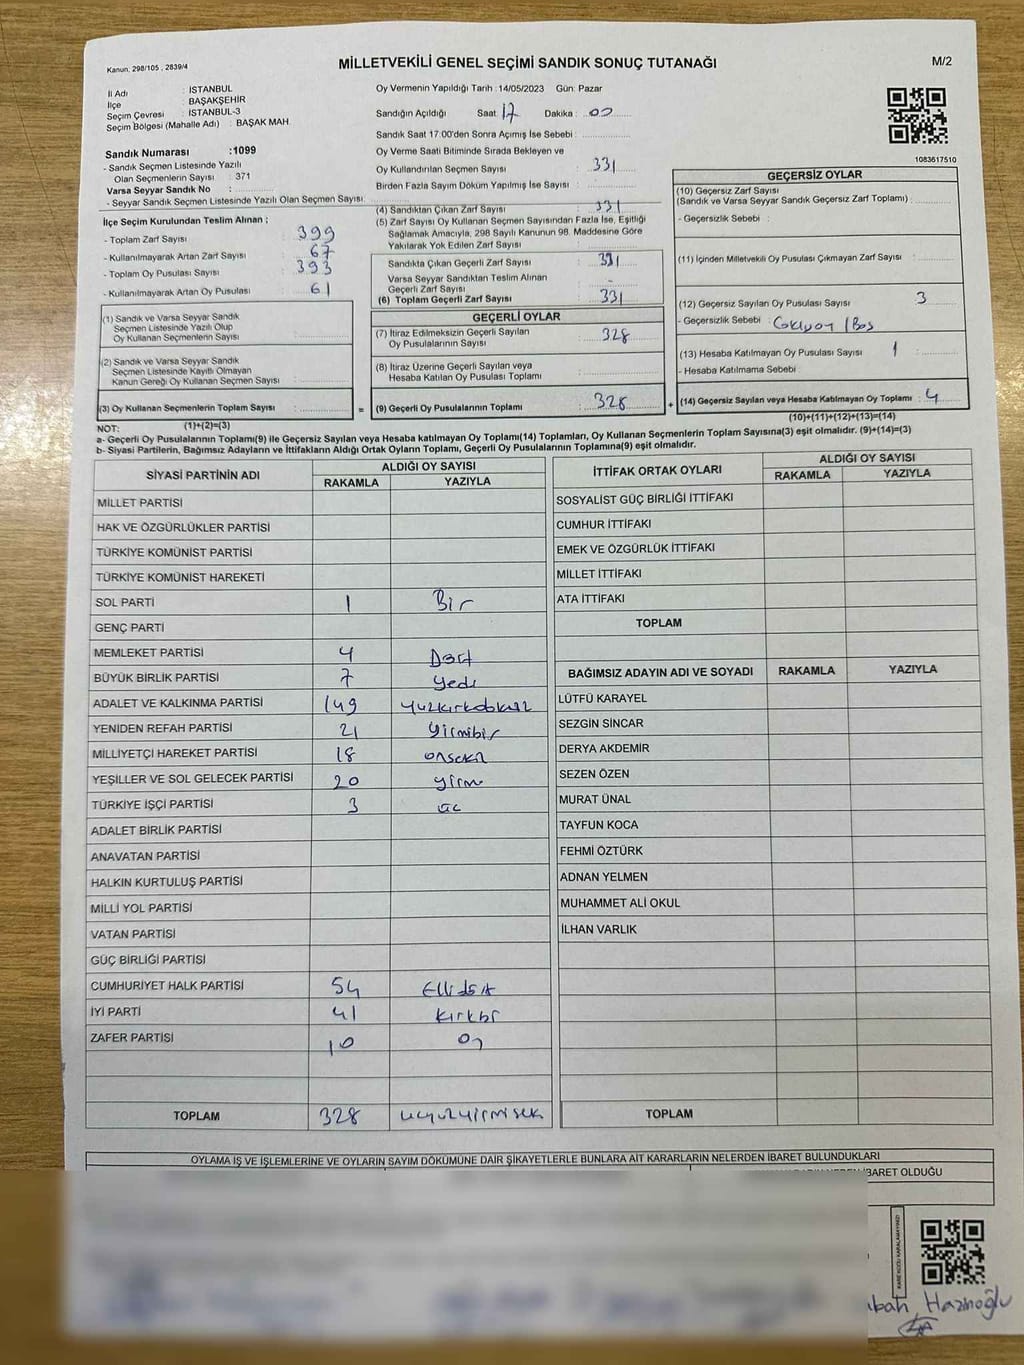 Kanun: 298/105 , 2839/4
MİLLETVEKİLİ GENEL SEÇİMİ SANDIK SONUÇ TUTANAĞI
M/2
İl Adı : İSTANBUL
İlçe : BAŞAKŞEHİR
Seçim Çevresi : İSTANBUL-3
Seçim Bölgesi (Mahalle Adı) : BAŞAK MAH.
Sandık Numarası :1099
- Sandık Seçmen Listesinde Yazılı
Olan Seçmenlerin Sayısı : 371
Varsa Seyyar Sandık No :
- Seyyar Sandık Seçmen Listesinde Yazılı Olan Seçmen Sayısı:
İlçe Seçim Kurulundan Teslim Alınan ;
- Toplam Zarf Sayısı : 399
- Kullanılmayarak Artan Zarf Sayısı : 67
- Toplam Oy Pusulası Sayısı : 393
- Kullanılmayarak Artan Oy Pusulası : 61
Oy Vermenin Yapıldığı Tarih : 14/05/2023 Gün: Pazar
Sandığın Açıldığı Saat : 17 Dakika : 00
Sandık Saat 17:00'den Sonra Açımış İse Sebebi :
Oy Verme Saati Bitiminde Sırada Bekleyen ve
Oy Kullandırılan Seçmen Sayısı : 331
Birden Fazla Sayım Döküm Yapılmış İse Sayısı :
(4) Sandıktan Çıkan Zarf Sayısı : 331
(5) Zarf Sayısı Oy Kullanan Seçmen Sayısından Fazla İse, Eşitliği
Sağlamak Amacıyla, 298 Sayılı Kanunun 98. Maddesine Göre
Yakılarak Yok Edilen Zarf Sayısı :
Sandıkta Çıkan Geçerli Zarf Sayısı : 331
Varsa Seyyar Sandıktan Teslim Alınan
Geçerli Zarf Sayısı : -
(6) Toplam Geçerli Zarf Sayısı : 331
1083617510
GEÇERSİZ OYLAR
(10) Geçersiz Zarf Sayısı
(Sandık ve Varsa Seyyar Sandık Geçersiz Zarf Toplamı) :
- Geçersizlik Sebebi :
(11) İçinden Milletvekili Oy Pusulası Çıkmayan Zarf Sayısı :
(12) Geçersiz Sayılan Oy Pusulası Sayısı : 3
- Geçersizlik Sebebi : Boş
(13) Hesaba Katılmayan Oy Pusulası Sayısı : 1
- Hesaba Katılmama Sebebi :
(14) Geçersiz Sayılan veya Hesaba Katılmayan Oy Toplamı : 4
(10)+(11)+(12)+(13)=(14)
(1) Sandık ve Varsa Seyyar Sandık
Seçmen Listesinde Yazılı Olup
Oy Kullanan Seçmenlerin Sayısı :
(2) Sandık ve Varsa Seyyar Sandık
Seçmen Listesinde Kayıtlı Olmayan
Kanun Gereği Oy Kullanan Seçmen Sayısı :
(3) Oy Kullanan Seçmenlerin Toplam Sayısı : =
(1)+(2)=(3)
GEÇERLİ OYLAR
(7) İtiraz Edilmeksizin Geçerli Sayılan
Oy Pusulalarının Sayısı : 328
(8) İtiraz Üzerine Geçerli Sayılan veya
Hesaba Katılan Oy Pusulası Toplamı :
(9) Geçerli Oy Pusulalarının Toplamı : 328 +
NOT:
a- Geçerli Oy Pusulalarının Toplamı(9) ile Geçersiz Sayılan veya Hesaba katılmayan Oy Toplamı(14) Toplamları, Oy Kullanan Seçmenlerin Toplam Sayısına(3) eşit olmalıdır. (9)+(14)=(3)
b- Siyasi Partilerin, Bağımsız Adayların ve İttifakların Aldığı Ortak Oyların Toplamı, Geçerli Oy Pusulalarının Toplamına(9) eşit olmalıdır.
SİYASİ PARTİNİN ADI ALDIĞI OY SAYISI
RAKAMLA YAZIYLA
MİLLET PARTİSİ
HAK VE ÖZGÜRLÜKLER PARTİSİ
TÜRKİYE KOMÜNİST PARTİSİ
TÜRKİYE KOMÜNİST HAREKETİ
SOL PARTİ 1 Bir
GENÇ PARTİ
MEMLEKET PARTİSİ 4 Dört
BÜYÜK BİRLİK PARTİSİ 7 Yedi
ADALET VE KALKINMA PARTİSİ 149 yüzkırkdokuz
YENİDEN REFAH PARTİSİ 21 yirmibir
MİLLİYETÇİ HAREKET PARTİSİ 18 onsekiz
YEŞİLLER VE SOL GELECEK PARTİSİ 20 yirmi
TÜRKİYE İŞÇİ PARTİSİ 3 üç
ADALET BİRLİK PARTİSİ
ANAVATAN PARTİSİ
HALKIN KURTULUŞ PARTİSİ
MİLLİ YOL PARTİSİ
VATAN PARTİSİ
GÜÇ BİRLİĞİ PARTİSİ
CUMHURİYET HALK PARTİSİ 54 Ellidört
İYİ PARTİ 41 kırkbir
ZAFER PARTİSİ 10 on
TOPLAM 328 üçyüzyirmisek
İTTİFAK ORTAK OYLARI ALDIĞI OY SAYISI
RAKAMLA YAZIYLA
SOSYALİST GÜÇ BİRLİĞİ İTTİFAKI
CUMHUR İTTİFAKI
EMEK VE ÖZGÜRLÜK İTTİFAKI
MİLLET İTTİFAKI
ATA İTTİFAKI
TOPLAM
BAĞIMSIZ ADAYIN ADI VE SOYADI RAKAMLA YAZIYLA
LÜTFÜ KARAYEL
SEZGİN SİNCAR
DERYA AKDEMİR
SEZEN ÖZEN
MURAT ÜNAL
TAYFUN KOCA
FEHMİ ÖZTÜRK
ADNAN YELMEN
MUHAMMET ALİ OKUL
İLHAN VARLIK
TOPLAM
OYLAMA İŞ VE İŞLEMLERİNE VE OYLARIN SAYIM DÖKÜMÜNE DAİR ŞİKAYETLERLE BUNLARA AİT KARARLARIN NELERDEN İBARET BULUNDUKLARI
İBARET OLDUĞU
KARE KODU KARALAMAYINIZ!